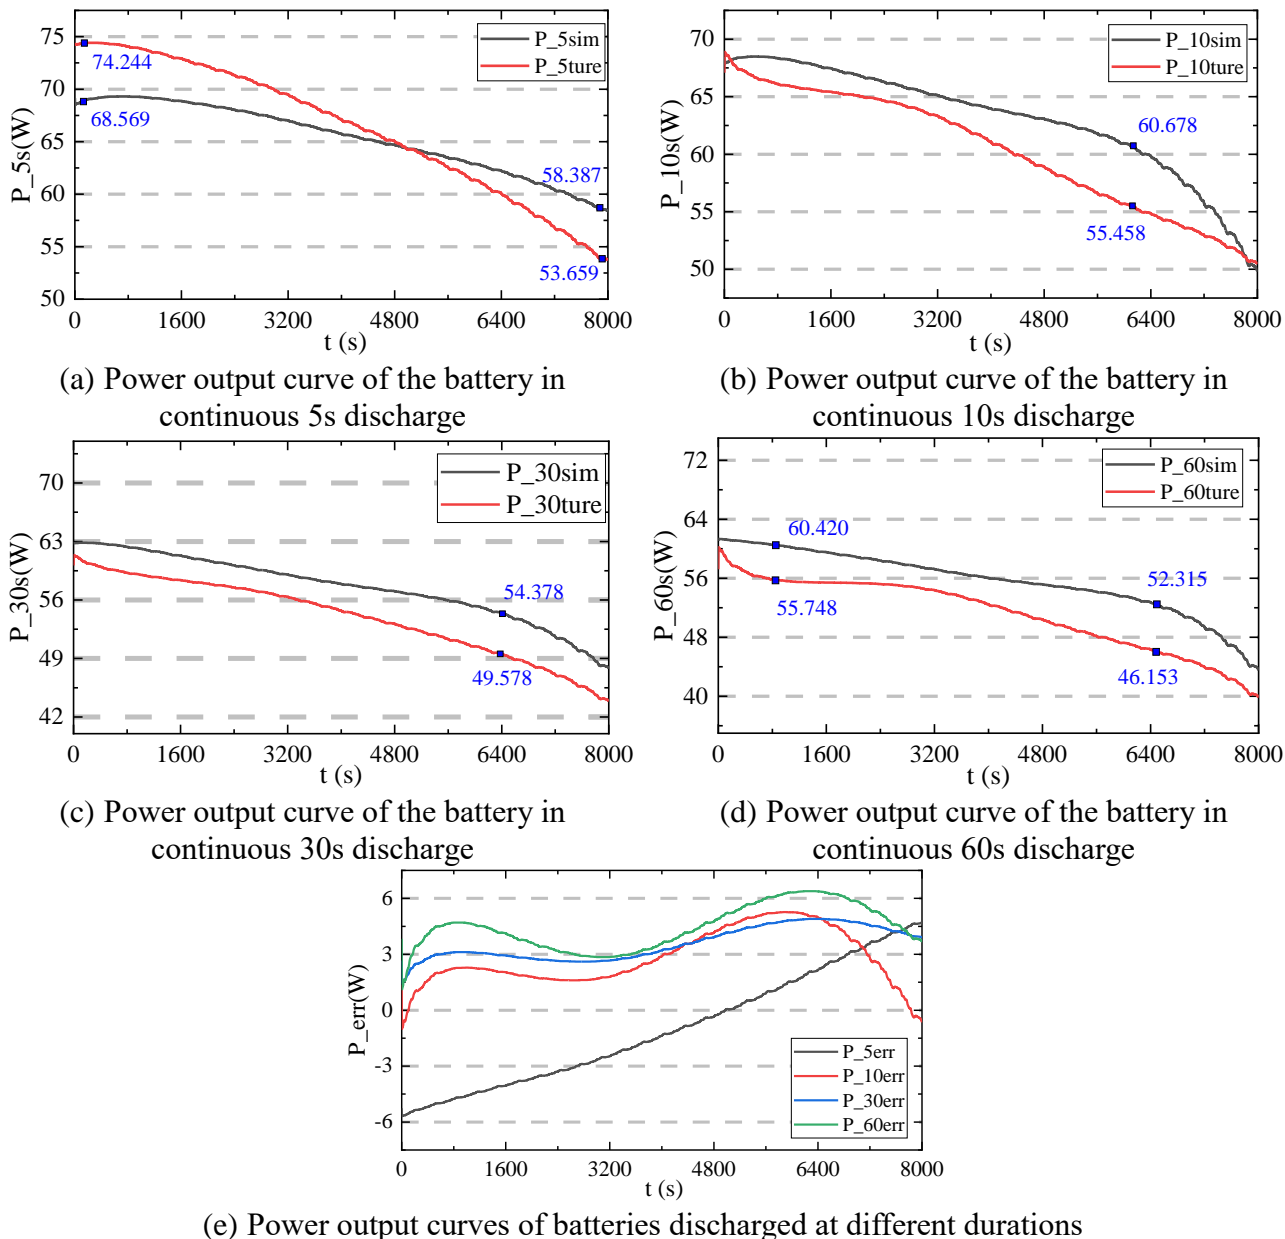 P_5s(W)
75
70
65
60
55
50
P_5sim
P_5ture
74.244
68.569
58.387
53.659
0 1600 3200 4800 6400 8000
t (s)
(a) Power output curve of the battery in
continuous 5s discharge
P_10s(W)
70
65
60
55
50
P_10sim
P_10ture
60.678
55.458
0 1600 3200 4800 6400 8000
t (s)
(b) Power output curve of the battery in
continuous 10s discharge
P_30s(W)
70
63
56
49
42
P_30sim
P_30ture
54.378
49.578
0 1600 3200 4800 6400 8000
t (s)
(c) Power output curve of the battery in
continuous 30s discharge
P_60s(W)
72
64
56
48
40
P_60sim
P_60ture
60.420
55.748
52.315
46.153
0 1600 3200 4800 6400 8000
t (s)
(d) Power output curve of the battery in
continuous 60s discharge
P_err(W)
6
3
0
-3
-6
P_5err
P_10err
P_30err
P_60err
0 1600 3200 4800 6400 8000
t (s)
(e) Power output curves of batteries discharged at different durations